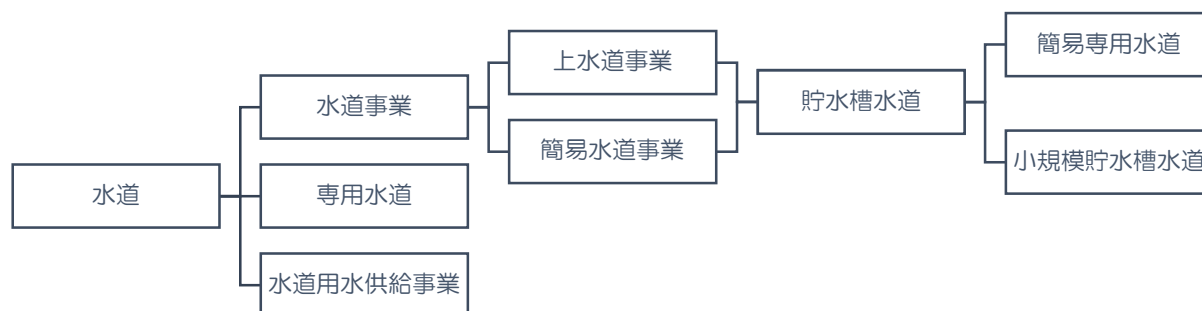 水道
水道事業
専用水道
水道用水供給事業
上水道事業
簡易水道事業
貯水槽水道
簡易専用水道
小規模貯水槽水道